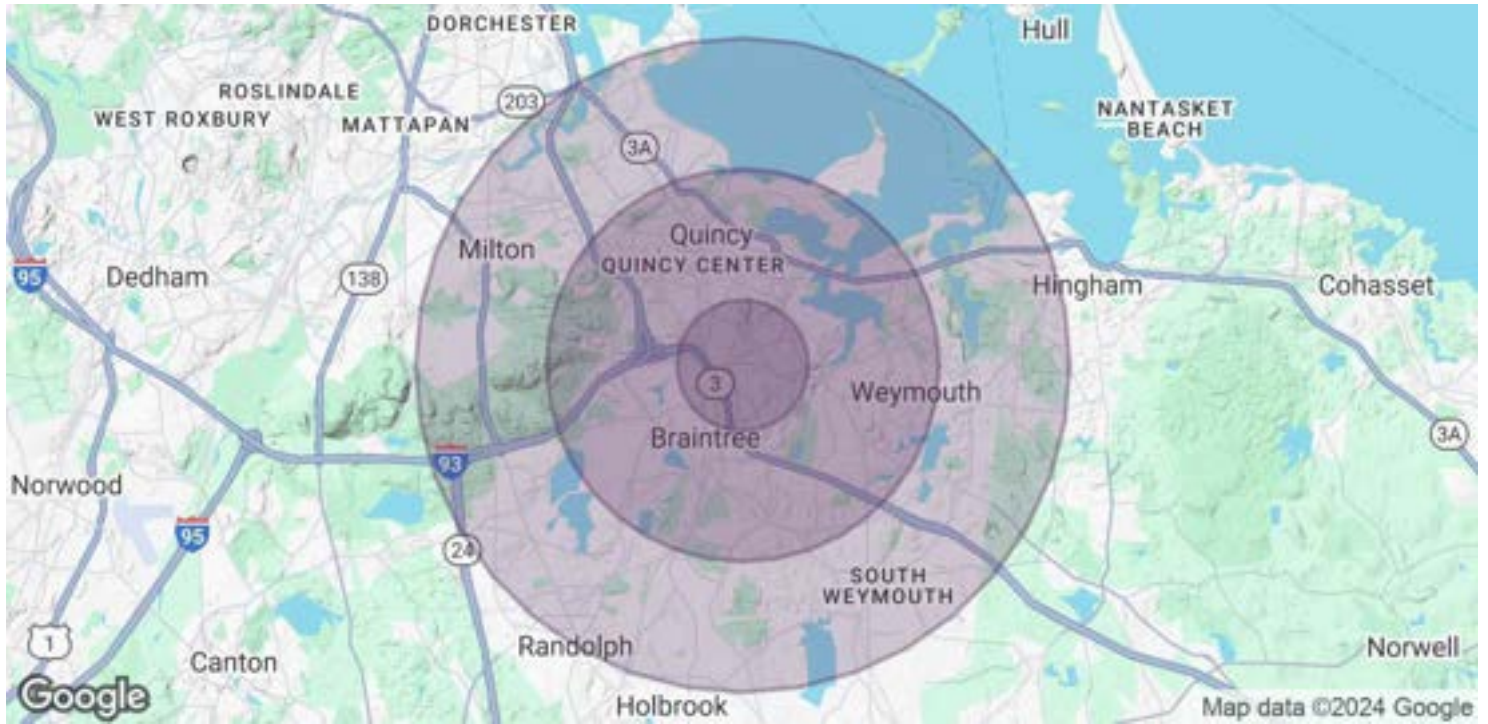 DORCHESTER
Hull
ROSLINDALE
203
WEST ROXBURY
MATTAPAN
NANTASKET
BEACH
3A
Quincy
Milton
QUINCY CENTER
95
Dedham
138
Hingham
Cohasset
3
Weymouth
Braintree
3A
93
Norwood
95
24
SOUTH
WEYMOUTH
1
Randolph
Norwell
Canton
Google
Holbrook
Map data ©2024 Google